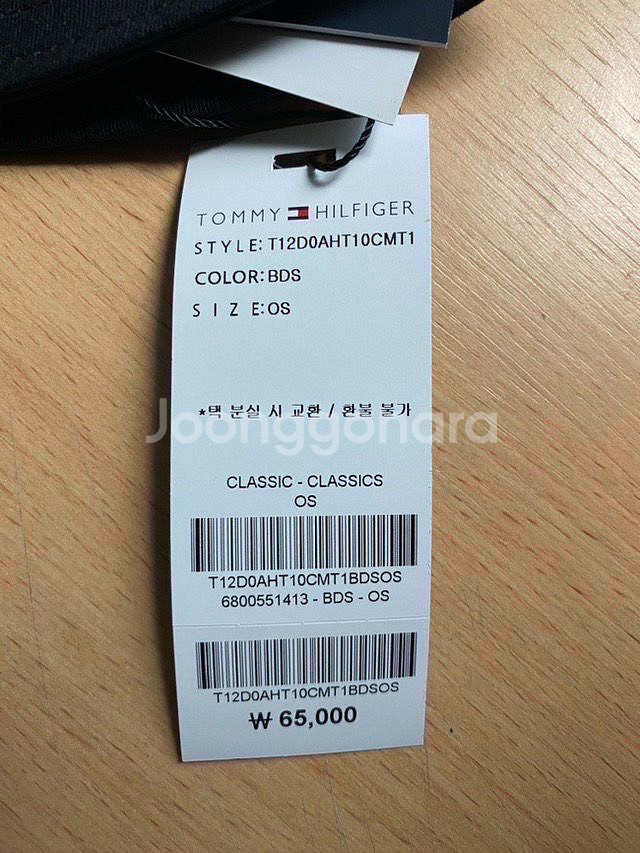 TOMMY HILFIGER
STYLE: T12D0AHT10CMT1
COLOR: BDS
SIZE: OS
*택 분실 시 교환 / 환불 불가
Joonggonara
CLASSIC - CLASSICS
OS
T12D0AHT10CMT1BDSOS
6800551413 - BDS - OS
T12D0AHT10CMT1BDSOS
₩ 65,000